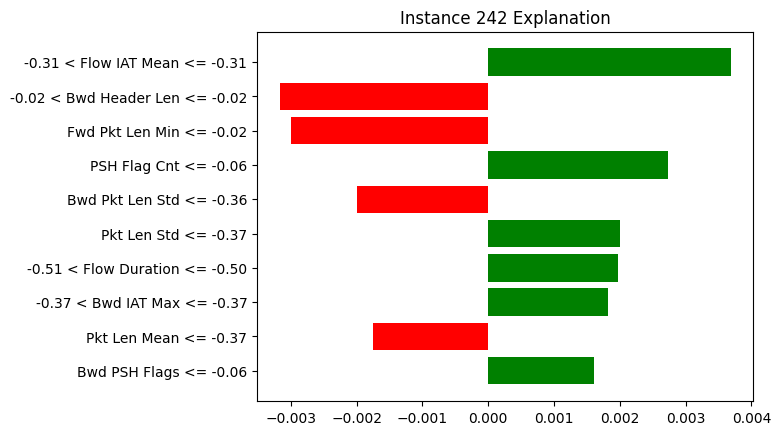 Instance 242 Explanation
-0.31 < Flow IAT Mean <= -0.31
-0.02 < Bwd Header Len <= -0.02
Fwd Pkt Len Min <= -0.02
PSH Flag Cnt <= -0.06
Bwd Pkt Len Std <= -0.36
Pkt Len Std <= -0.37
-0.51 < Flow Duration <= -0.50
-0.37 < Bwd IAT Max <= -0.37
Pkt Len Mean <= -0.37
Bwd PSH Flags <= -0.06
−0.003 −0.002 −0.001 0.000 0.001 0.002 0.003 0.004